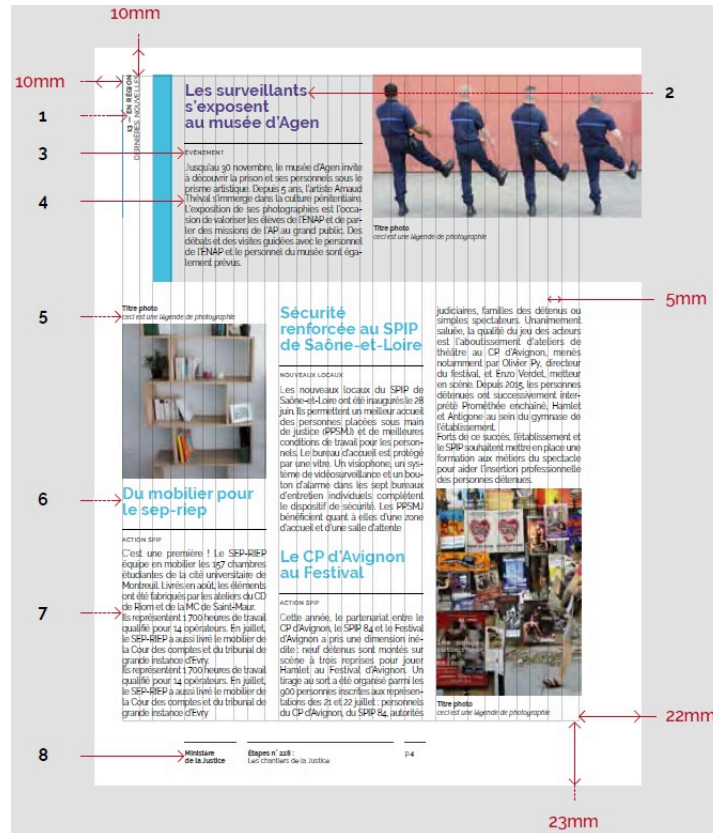 10mm
10mm
1
13 — EN RÉGION
DERNIÈRES NOUVELLES
Les surveillants
s'exposent
au musée d'Agen
2
3
ÉVÉNEMENT
Jusqu'au 30 novembre, le musée d'Agen invite
à découvrir la prison et ses personnels sous le
prisme artistique. Depuis 5 ans, l'artiste Arnaud
Théval s'immerge dans la culture pénitentiaire.
L'exposition de ses photographies est l'occa-
sion de valoriser les élèves de l'ÉNAP et de par-
ler des missions de l'AP au grand public. Des
débats et des visites guidées avec le personnel
de l'ÉNAP et le personnel du musée sont éga-
lement prévus.
4
Titre photo
ceci est une légende de photographie
5mm
5
Titre photo
ceci est une légende de photographie
6
Du mobilier pour
le sep-riep
ACTION SPIP
C'est une première ! Le SEP-RIEP
équipe en mobilier les 157 chambres
étudiantes de la cité universitaire de
Montreuil. Livrés en août, les éléments
ont été fabriqués par les ateliers du CD
de Riom et de la MC de Saint-Maur.
Ils représentent 1 700 heures de travail
qualifié pour 14 opérateurs. En juillet,
le SEP-RIEP a aussi livré le mobilier de
la Cour des comptes et du tribunal de
grande instance d'Evry.
Ils représentent 1 700 heures de travail
qualifié pour 14 opérateurs. En juillet,
le SEP-RIEP a aussi livré le mobilier de
la Cour des comptes et du tribunal de
grande instance d'Evry
7
Sécurité
renforcée au SPIP
de Saône-et-Loire
NOUVEAUX LOCAUX
Les nouveaux locaux du SPIP de
Saône-et-Loire ont été inaugurés le 28
juin. Ils permettent un meilleur accueil
des personnes placées sous main
de justice (PPSMJ) et de meilleures
conditions de travail pour les person-
nels. Le bureau d'accueil est protégé
par une vitre. Un visiophone, un sys-
tème de vidéosurveillance et un bou-
ton d'alarme dans les sept bureaux
d'entretien individuels complètent
le dispositif de sécurité. Les PPSMJ
bénéficient quant à elles d'une zone
d'accueil et d'une salle d'attente
Le CP d'Avignon
au Festival
ACTION SPIP
Cette année, le partenariat entre le
CP d'Avignon, le SPIP 84 et le Festival
d'Avignon a pris une dimension iné-
dite : neuf détenus sont montés sur
scène à trois reprises pour jouer
Hamlet au Festival d'Avignon. Un
tirage au sort a été organisé parmi les
900 personnes inscrites aux représen-
tations des 21 et 22 juillet : personnels
du CP d'Avignon, du SPIP 84, autorités
judiciaires, familles des détenus ou
simples spectateurs. Unanimement
saluée, la qualité du jeu des acteurs
est l'aboutissement d'ateliers de
théâtre au CP d'Avignon, menés
notamment par Olivier Py, directeur
du festival, et Enzo Verdet, metteur
en scène. Depuis 2015, les personnes
détenues ont successivement inter-
prété Prométhée enchaîné, Hamlet
et Antigone au sein du gymnase de
l'établissement.
Forts de ce succès, l'établissement et
le SPIP souhaitent mettre en place une
formation aux métiers du spectacle
pour aider l'insertion professionnelle
des personnes détenues.
Titre photo
ceci est une légende de photographie
22mm
23mm
8
Ministère
de la Justice
Étapes n° 228 :
Les chantiers de la Justice
p.4